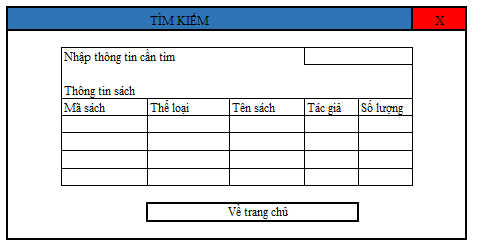 TÌM KIẾM X
Nhập thông tin cần tìm
Thông tin sách
Mã sách Thể loại Tên sách Tác giả Số lượng
Về trang chủ